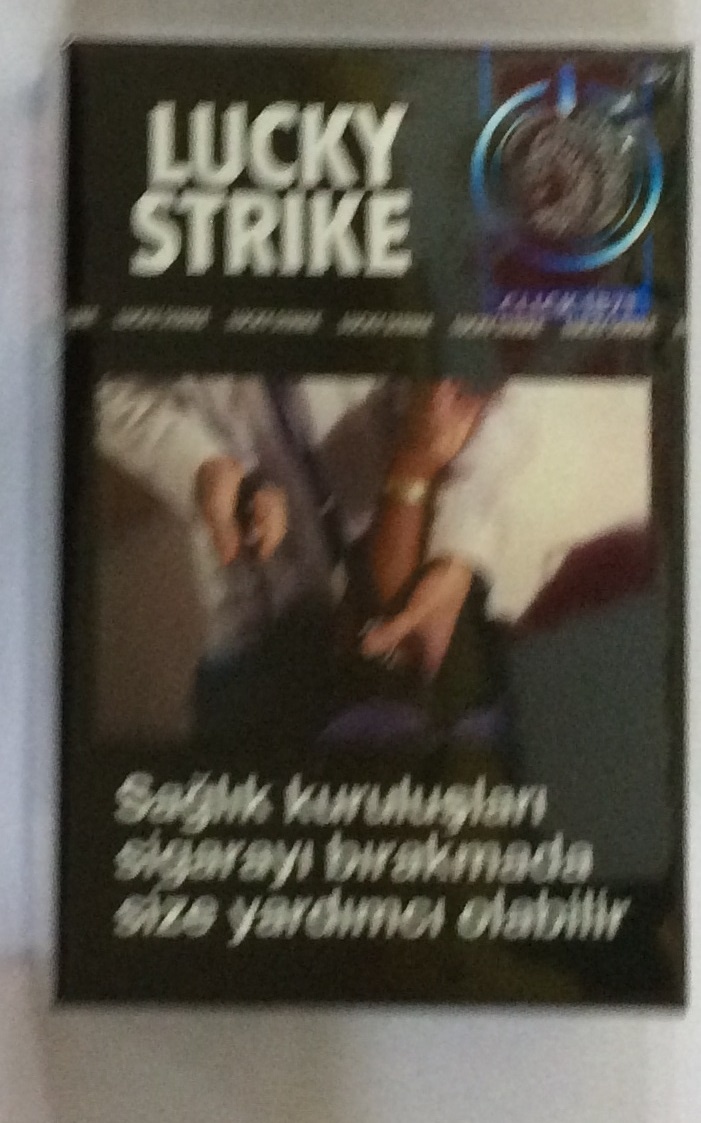 LUCKY
STRIKE
Sağlık kuruluşları
sigarayı bırakmada
size yardımcı olabilir